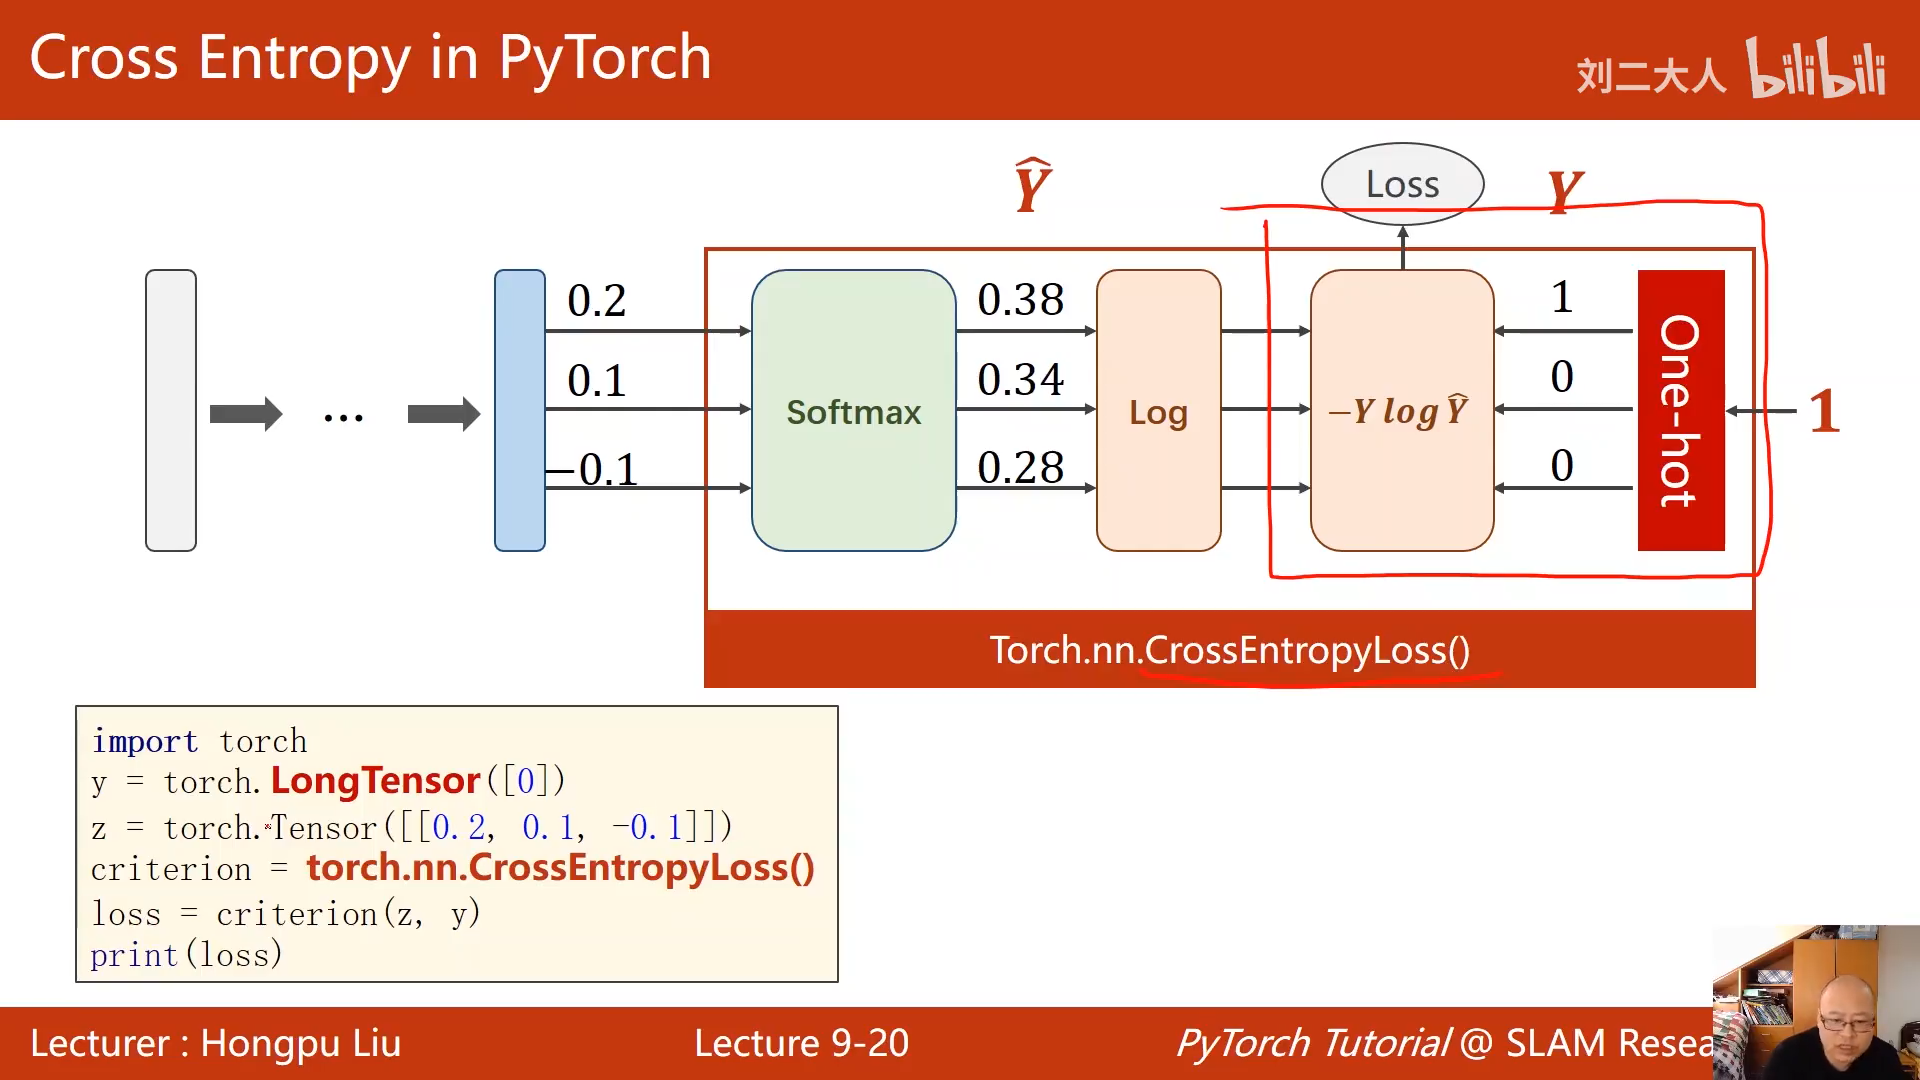 Cross Entropy in PyTorch
刘二大人 bilibili
Ŷ
Loss
Y
0.2
0.38
1
0.1
0.34
0
−0.1
0.28
0
Softmax
Log
−Y log Ŷ
One-hot
1
Torch.nn.CrossEntropyLoss()
import torch
y = torch.LongTensor([0])
z = torch.Tensor([[0.2, 0.1, -0.1]])
criterion = torch.nn.CrossEntropyLoss()
loss = criterion(z, y)
print(loss)
Lecturer : Hongpu Liu
Lecture 9-20
PyTorch Tutorial @ SLAM Resea